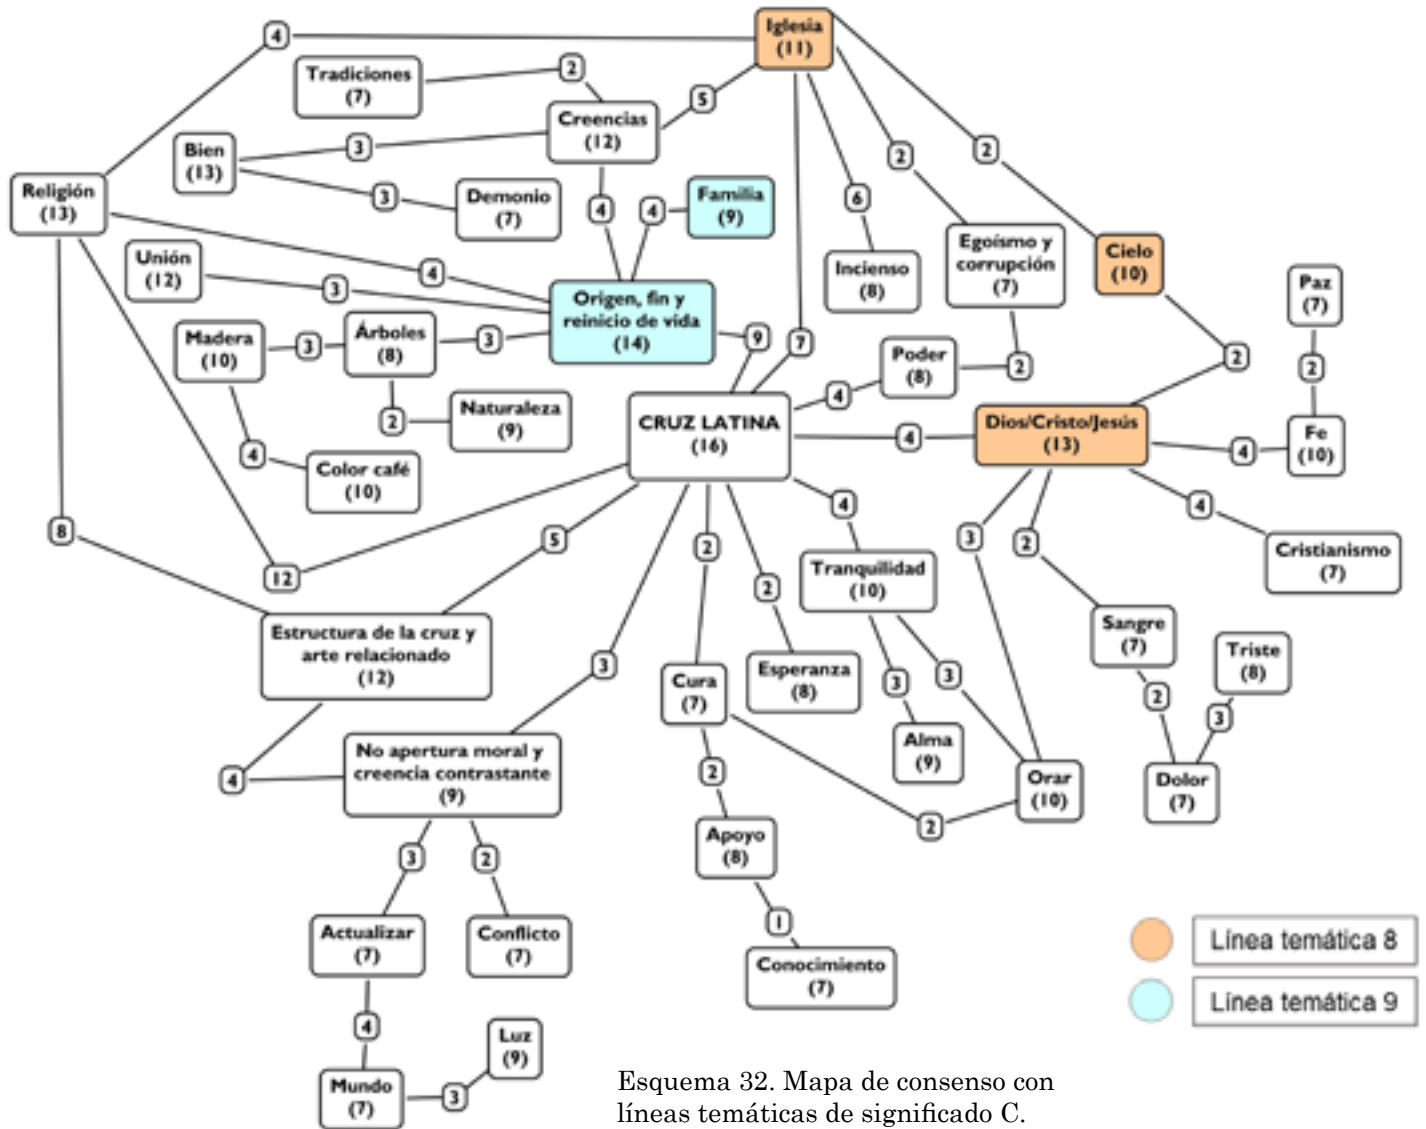 Iglesia
(11)
4
Tradiciones
(7)
2
5
Creencias
(12)
Bien
(13)
3
2
2
Religión
(13)
3
Demonio
(7)
4
4
Familia
(9)
6
Incienso
(8)
Egoísmo y
corrupción
(7)
Cielo
(10)
Unión
(12)
4
3
Origen, fin y
reinicio de vida
(14)
Paz
(7)
Madera
(10)
3
Árboles
(8)
3
9
7
Poder
(8)
2
2
2
2
Naturaleza
(9)
4
CRUZ LATINA
(16)
4
Dios/Cristo/Jesús
(13)
4
Fe
(10)
4
Color café
(10)
8
12
5
2
4
3
2
4
Cristianismo
(7)
2
Tranquilidad
(10)
Estructura de la cruz y
arte relacionado
(12)
3
Cura
(7)
Esperanza
(8)
3
3
Sangre
(7)
Triste
(8)
2
3
4
No apertura moral y
creencia contrastante
(9)
2
Alma
(9)
Orar
(10)
Dolor
(7)
2
Apoyo
(8)
3
2
1
Actualizar
(7)
Conflicto
(7)
Conocimiento
(7)
Línea temática 8
Línea temática 9
4
Luz
(9)
Mundo
(7)
3
Esquema 32. Mapa de consenso con
líneas temáticas de significado C.